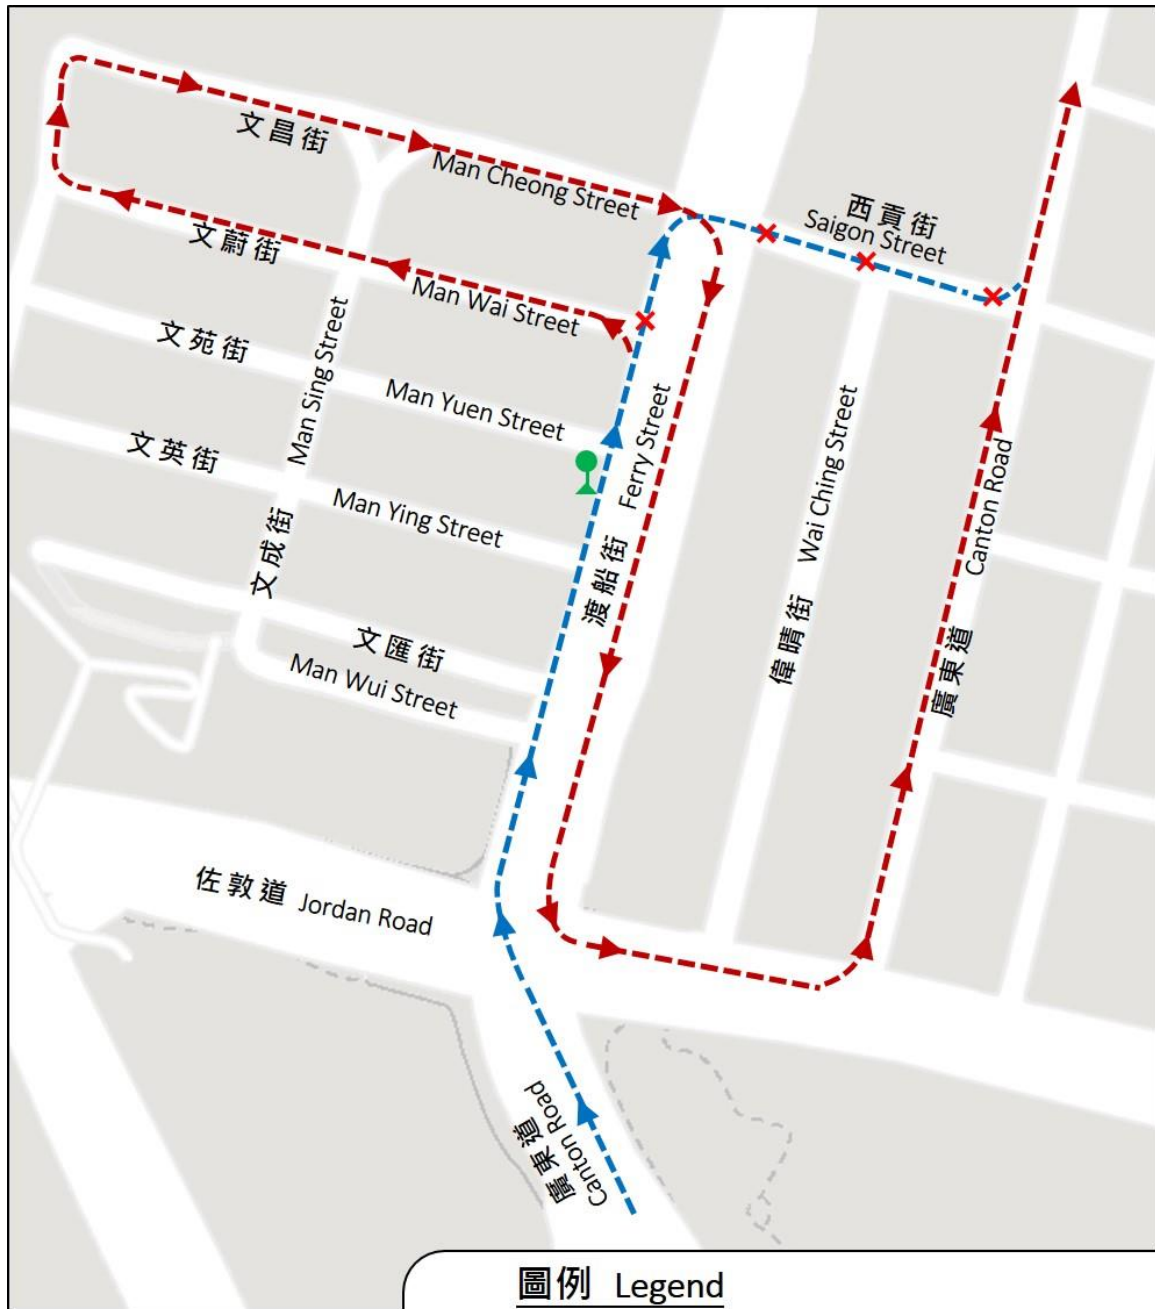 文昌街
Man Cheong Street
西貢街
Saigon Street
文蔚街
Man Wai Street
文苑街
Man Yuen Street
Man Sing Street
文成街
文英街
Man Ying Street
渡船街 Ferry Street
偉晴街 Wai Ching Street
廣東道 Canton Road
文匯街
Man Wui Street
佐敦道 Jordan Road
廣東道
Canton Road
圖例 Legend